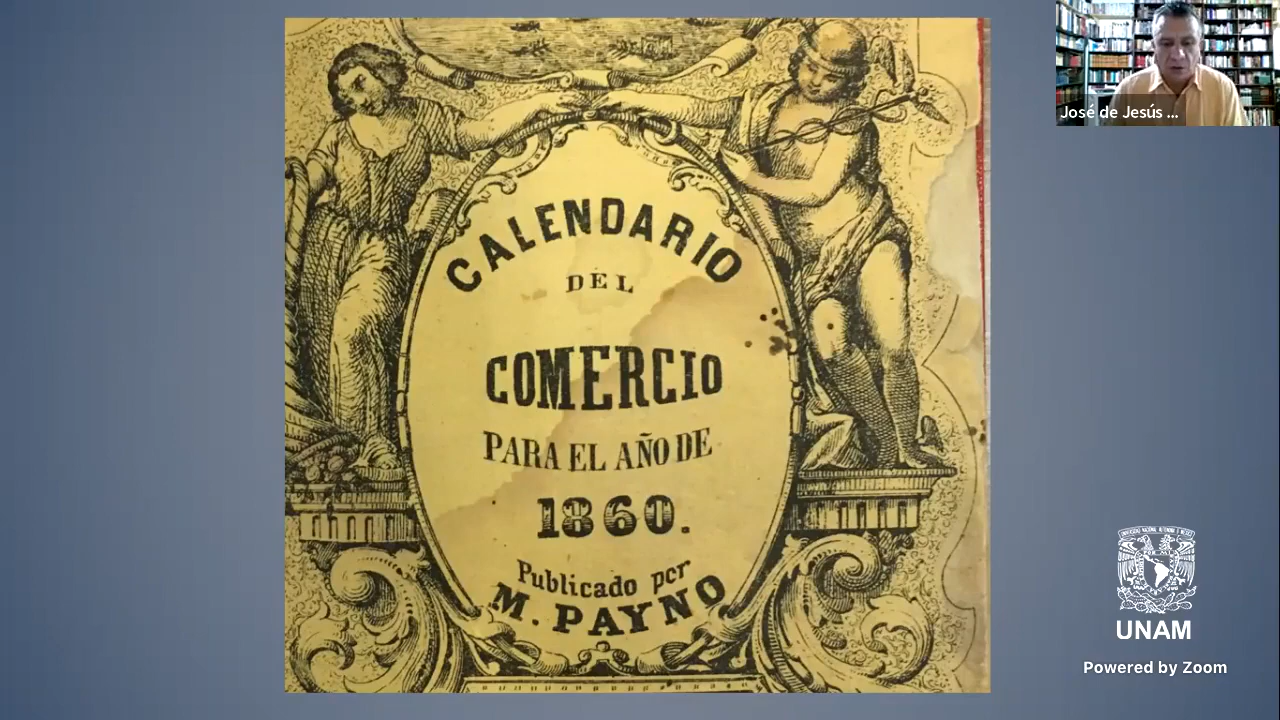 CALENDARIO
DEL
COMERCIO
PARA EL AÑO DE
1860.
Publicado por
M. PAYNO
José de Jesús ...
UNAM
Powered by Zoom